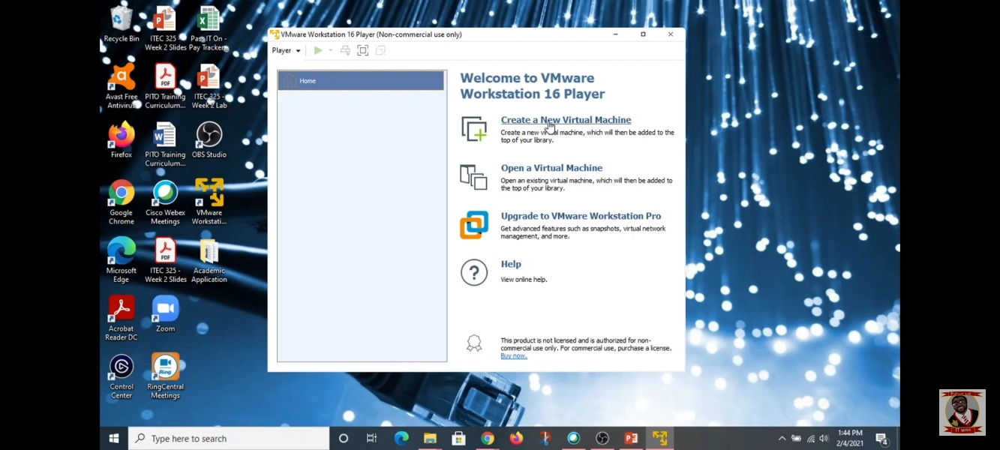 Recycle Bin
ITEC 325 -
Week 2 Slides
Pass IT On -
Pay Tracker...
Avast Free
Antivirus
PITO Training
Curriculum...
ITEC 325 -
Week 2 Lab
Firefox
PITO Training
Curriculum...
OBS Studio
Google
Chrome
Cisco Webex
Meetings
VMware
Workstati...
Microsoft
Edge
ITEC 325 -
Week 2 Slides
Academic
Application
Acrobat
Reader DC
Zoom
Control
Center
Ring
RingCentral
Meetings
VMware Workstation 16 Player (Non-commercial use only)
Player
Home
Welcome to VMware
Workstation 16 Player
Create a New Virtual Machine
Create a new virtual machine, which will then be added to the
top of your library.
Open a Virtual Machine
Open an existing virtual machine, which will then be added to
the top of your library.
Upgrade to VMware Workstation Pro
Get advanced features such as snapshots, virtual network
management, and more.
Help
View online help.
This product is not licensed and is authorized for non-
commercial use only. For commercial use, purchase a license.
Buy now.
Type here to search
1:44 PM
2/4/2021
4